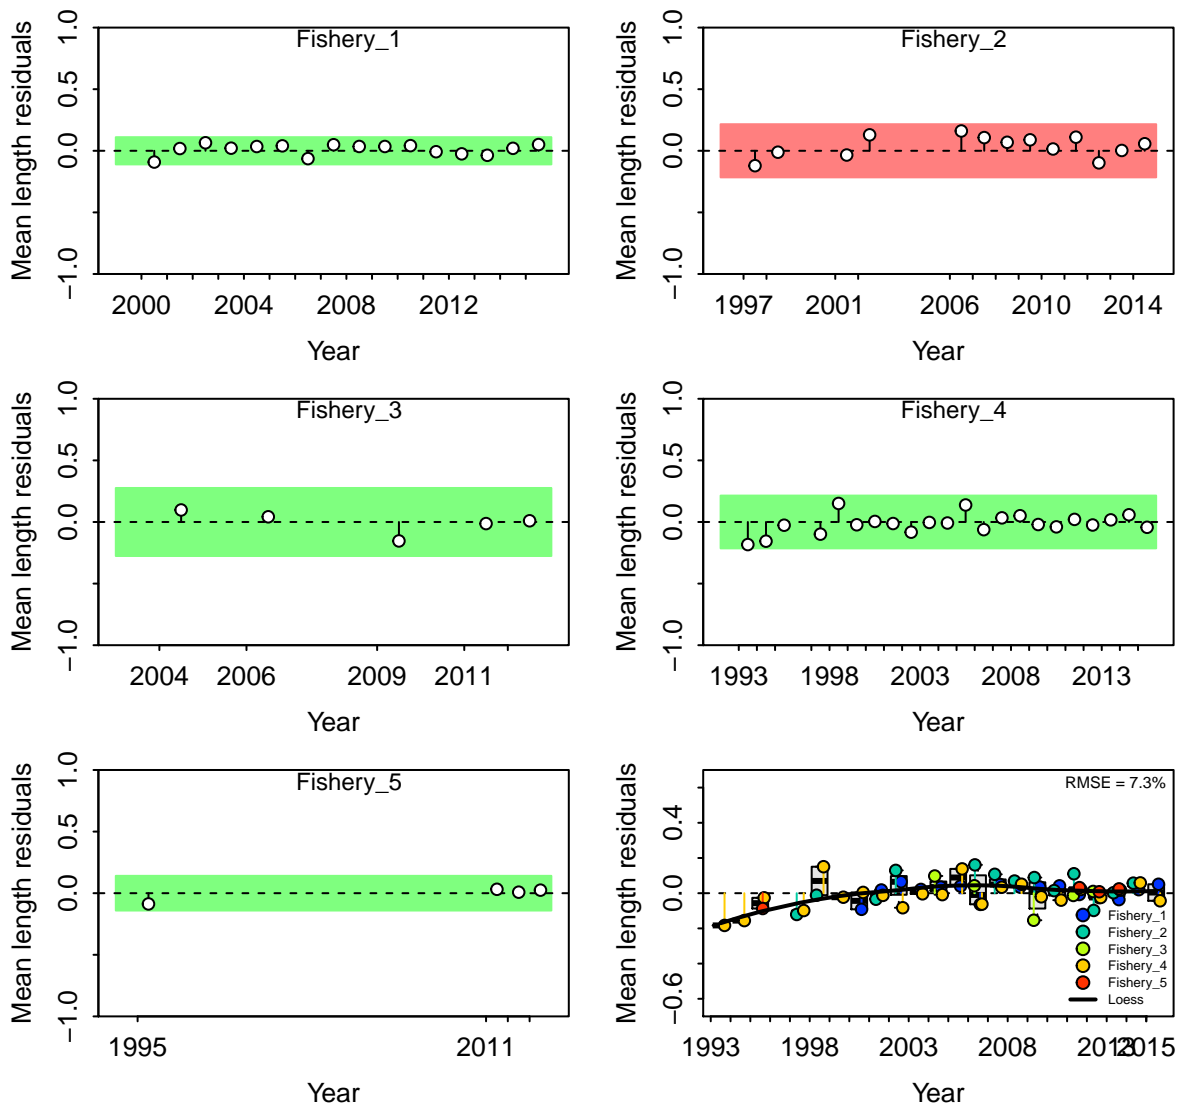 Fishery_1
Mean length residuals
1.0
0.5
0.0
−1.0
2000 2004 2008 2012
Year
Fishery_2
Mean length residuals
1.0
0.5
0.0
−1.0
1997 2001 2006 2010 2014
Year
Fishery_3
Mean length residuals
1.0
0.5
0.0
−1.0
2004 2006 2009 2011
Year
Fishery_4
Mean length residuals
1.0
0.5
0.0
−1.0
1993 1998 2003 2008 2013
Year
Fishery_5
Mean length residuals
1.0
0.5
0.0
−1.0
1995 2011
Year
RMSE = 7.3%
Mean length residuals
0.4
0.0
−0.6
Fishery_1
Fishery_2
Fishery_3
Fishery_4
Fishery_5
Loess
1993 1998 2003 2008 2013 2015
Year